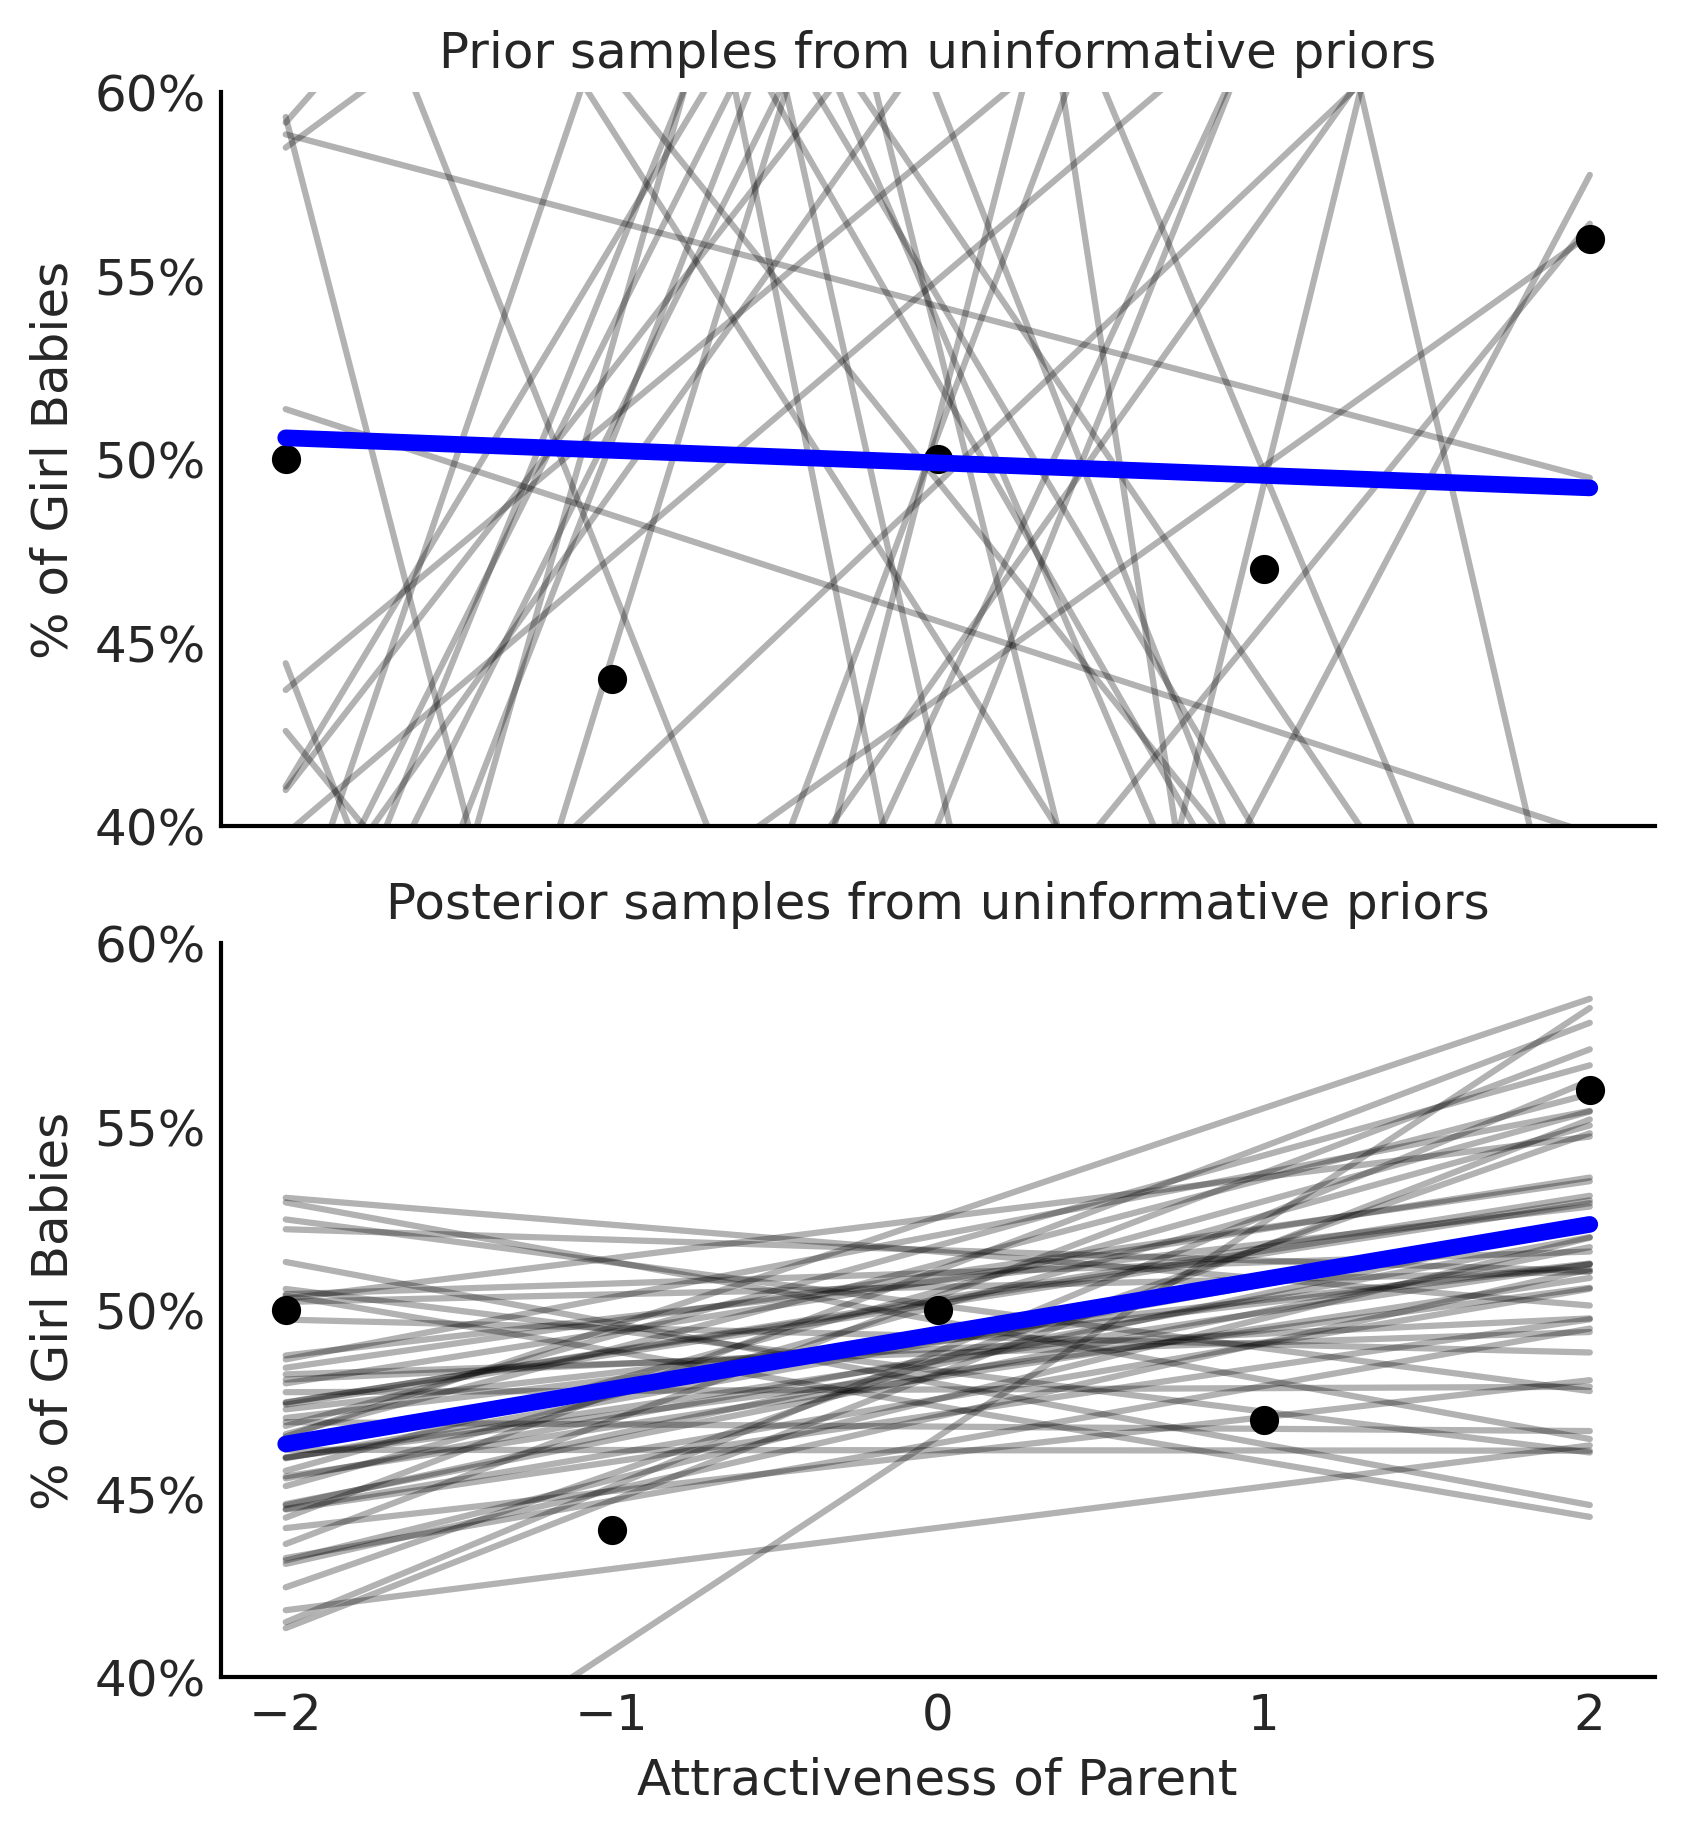 Prior samples from uninformative priors
60%
55%
50%
45%
40%
% of Girl Babies
Posterior samples from uninformative priors
60%
55%
50%
45%
40%
% of Girl Babies
−2 −1 0 1 2
Attractiveness of Parent